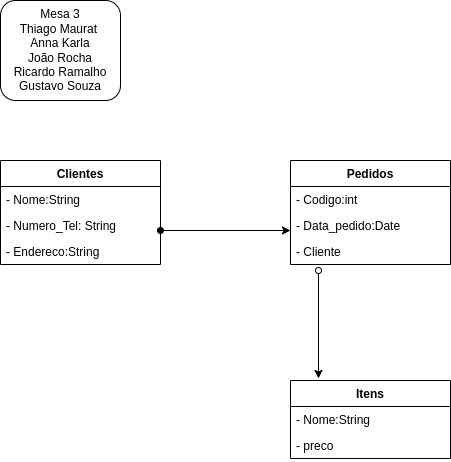 Mesa 3
Thiago Maurat
Anna Karla
João Rocha
Ricardo Ramalho
Gustavo Souza
Clientes
- Nome:String
- Numero_Tel: String
- Endereco:String
Pedidos
- Codigo:int
- Data_pedido:Date
- Cliente
Itens
- Nome:String
- preco